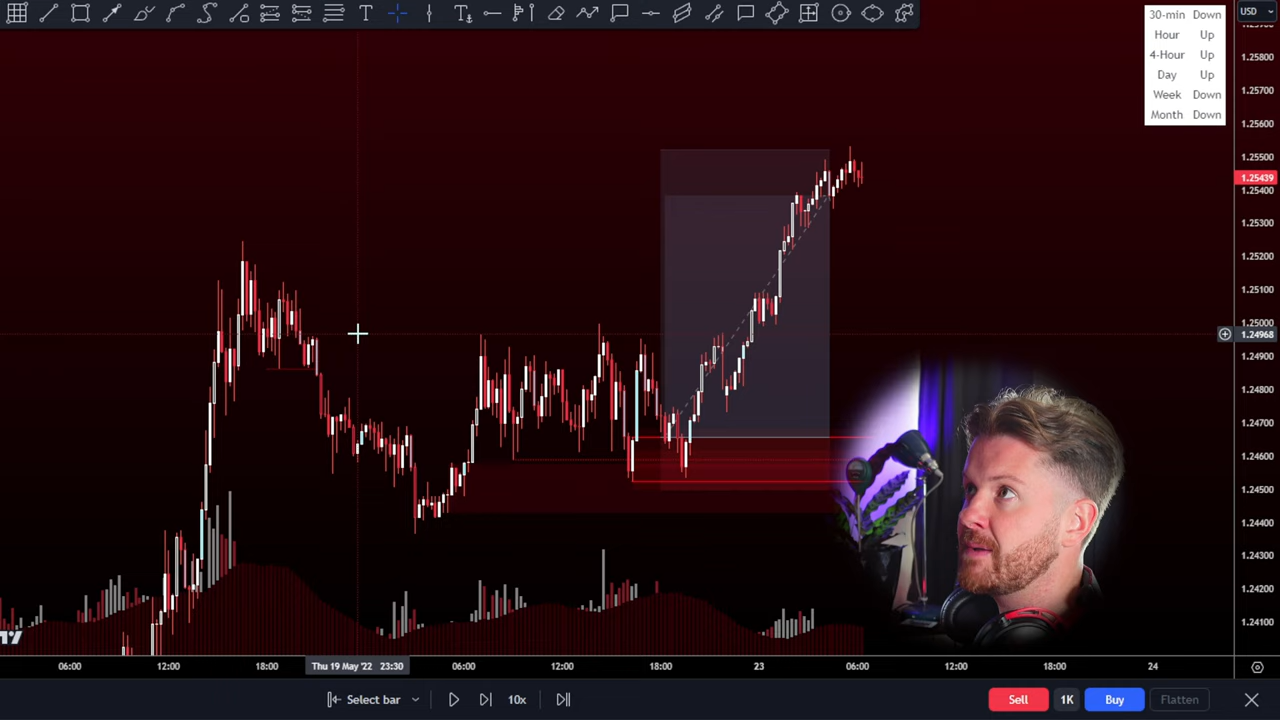 30-min Down
USD
Hour Up
4-Hour Up
Day Up
Week Down
Month Down
1.25800
1.25700
1.25600
1.25500
1.25439
1.25400
1.25300
1.25200
1.25100
1.25000
1.24968
1.24900
1.24800
1.24700
1.24600
1.24500
1.24400
1.24300
1.24200
1.24100
06:00 12:00 18:00 Thu 19 May '22 23:30 06:00 12:00 18:00 23 06:00 12:00 18:00 24
Select bar 10x Sell 1K Buy Flatten